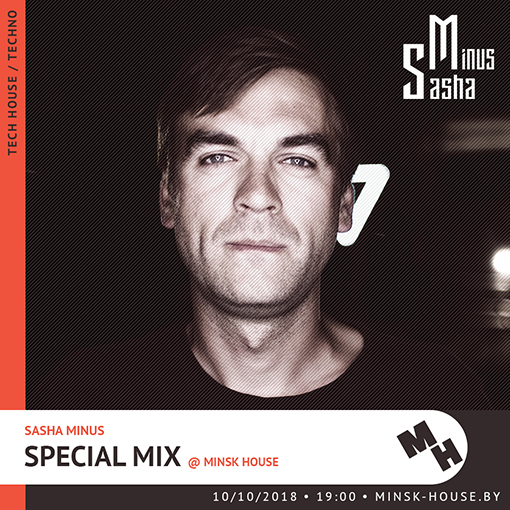 TECH HOUSE / TECHNO
Minus
Sasha
SASHA MINUS
SPECIAL MIX @ MINSK HOUSE
MH
10/10/2018 • 19:00 • MINSK-HOUSE.BY